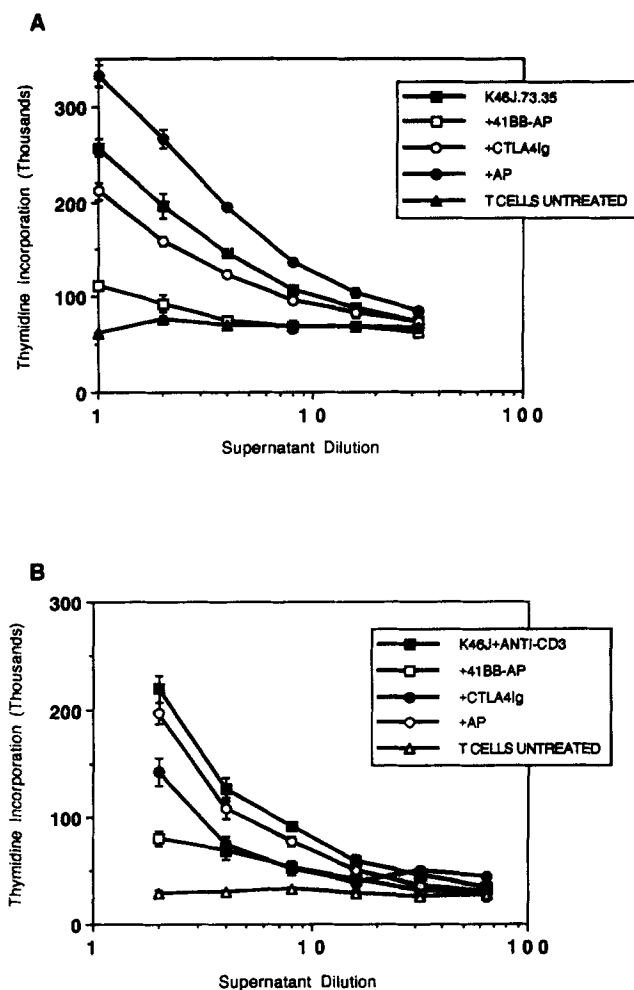 A
Thymidine Incorporation (Thousands)
300
200
100
0
1
10
100
Supernatant Dilution
K46J.73.35
+41BB-AP
+CTLA4Ig
+AP
T CELLS UNTREATED
B
Thymidine Incorporation (Thousands)
300
200
100
0
1
10
100
Supernatant Dilution
K46J+ANTI-CD3
+41BB-AP
+CTLA4Ig
+AP
T CELLS UNTREATED